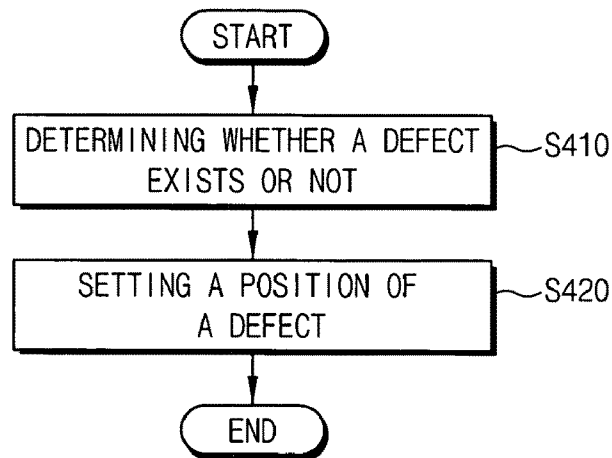 START
DETERMINING WHETHER A DEFECT
EXISTS OR NOT
S410
SETTING A POSITION OF
A DEFECT
S420
END